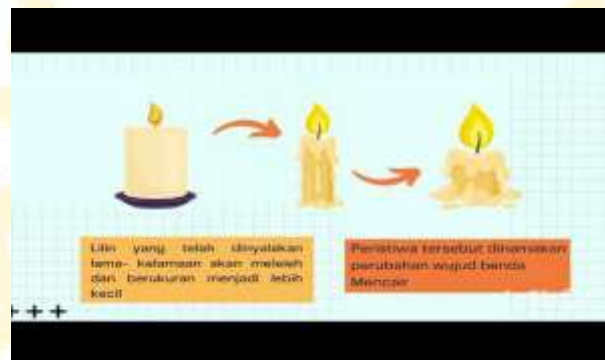 Lilin yang telah dinyalakan
lama- kelamaan akan meleleh
dan berukuran menjadi lebih
kecil
Peristiwa tersebut dinamakan
perubahan wujud benda
Mencair
+ + +